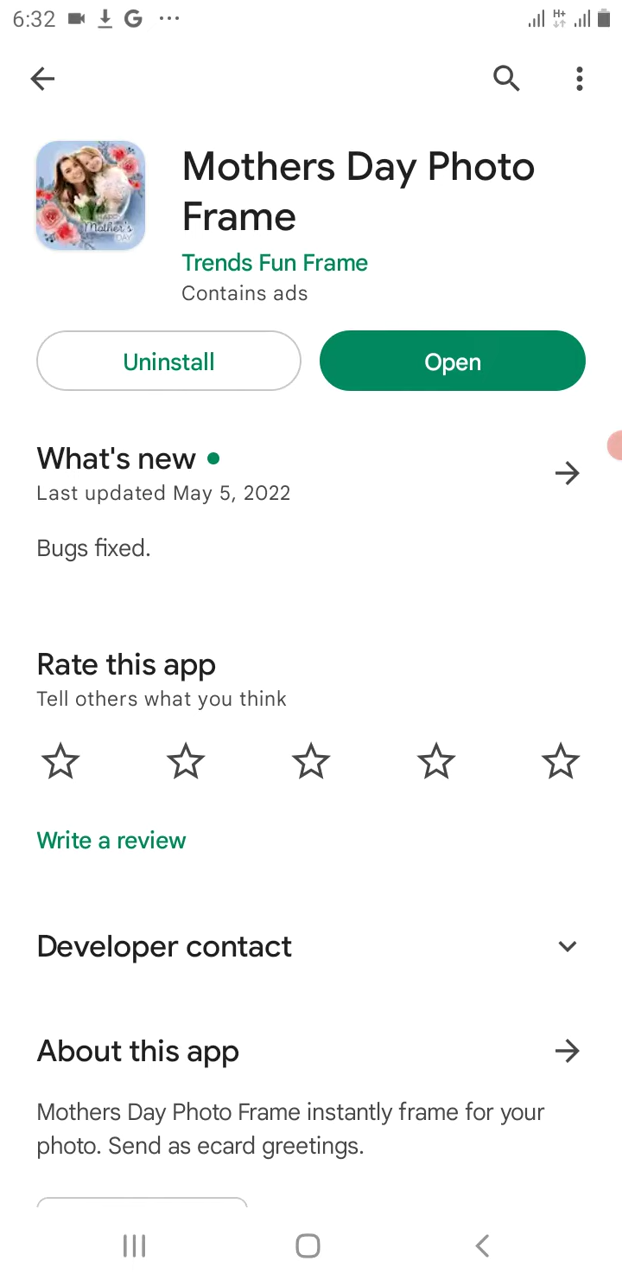 6:32
H+
Mothers Day Photo
Frame
Trends Fun Frame
Contains ads
Uninstall
Open
What's new
Last updated May 5, 2022
Bugs fixed.
Rate this app
Tell others what you think
Write a review
Developer contact
About this app
Mothers Day Photo Frame instantly frame for your
photo. Send as ecard greetings.